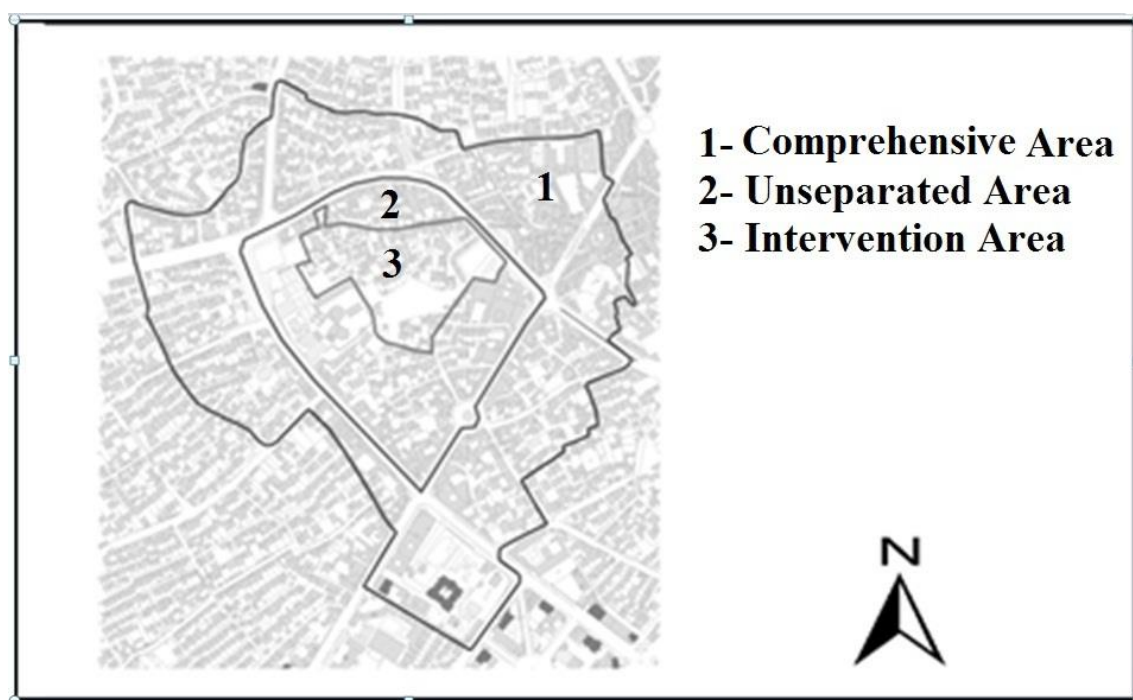 1- Comprehensive Area
2- Unseparated Area
3- Intervention Area
1
2
3
N